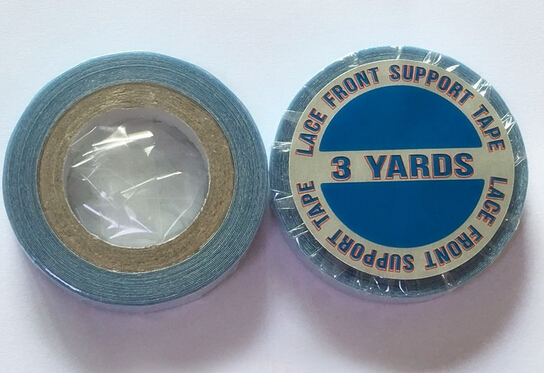 LACE FRONT SUPPORT TAPE
3 YARDS
LACE FRONT SUPPORT TAPE